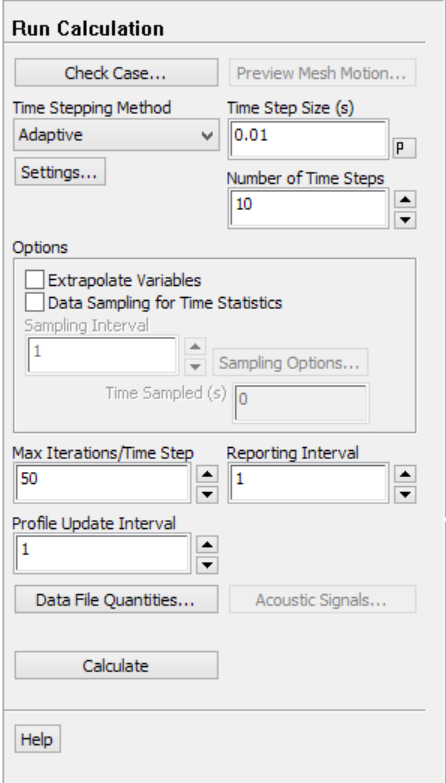 Run Calculation
Check Case... Preview Mesh Motion...
Time Stepping Method Time Step Size (s)
Adaptive 0.01 P
Settings... Number of Time Steps
10
Options
Extrapolate Variables
Data Sampling for Time Statistics
Sampling Interval
1 Sampling Options...
Time Sampled (s) 0
Max Iterations/Time Step Reporting Interval
50 1
Profile Update Interval
1
Data File Quantities... Acoustic Signals...
Calculate
Help